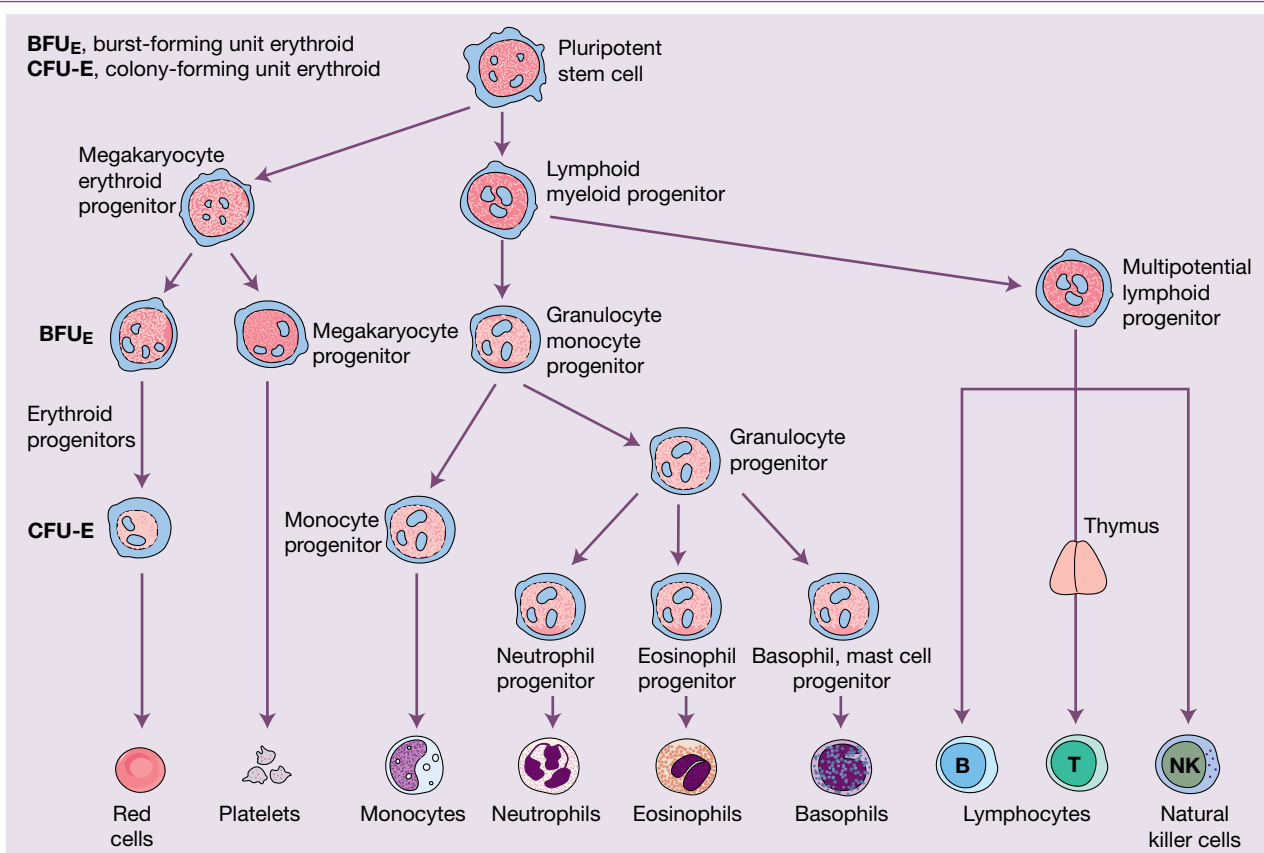 BFUE, burst-forming unit erythroid
CFU-E, colony-forming unit erythroid
Pluripotent
stem cell
Megakaryocyte
erythroid
progenitor
Lymphoid
myeloid progenitor
Multipotential
lymphoid
progenitor
BFUE
Megakaryocyte
progenitor
Granulocyte
monocyte
progenitor
Erythroid
progenitors
Granulocyte
progenitor
CFU-E
Monocyte
progenitor
Thymus
Neutrophil
progenitor
Eosinophil
progenitor
Basophil, mast cell
progenitor
B
T
NK
Red
cells
Platelets
Monocytes
Neutrophils
Eosinophils
Basophils
Lymphocytes
Natural
killer cells